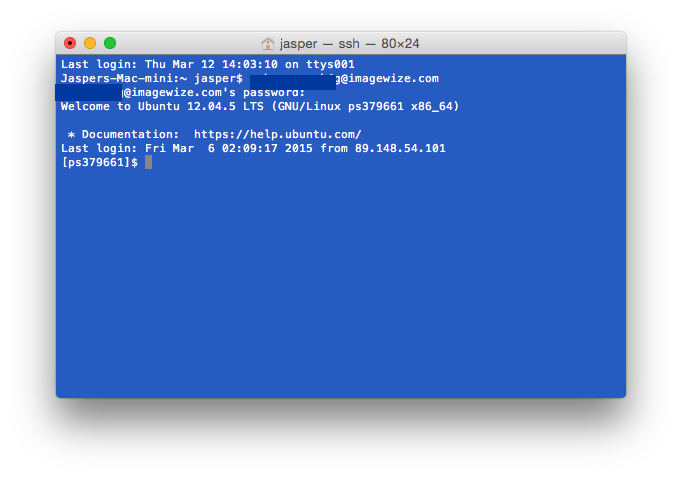 jasper — ssh — 80×24
Last login: Thu Mar 12 14:03:10 on ttys001
Jaspers-Mac-mini:~ jasper$ g@imagewize.com
@imagewize.com's password:
Welcome to Ubuntu 12.04.5 LTS (GNU/Linux ps379661 x86_64)
* Documentation:  https://help.ubuntu.com/
Last login: Fri Mar  6 02:09:17 2015 from 89.148.54.101
[ps379661]$